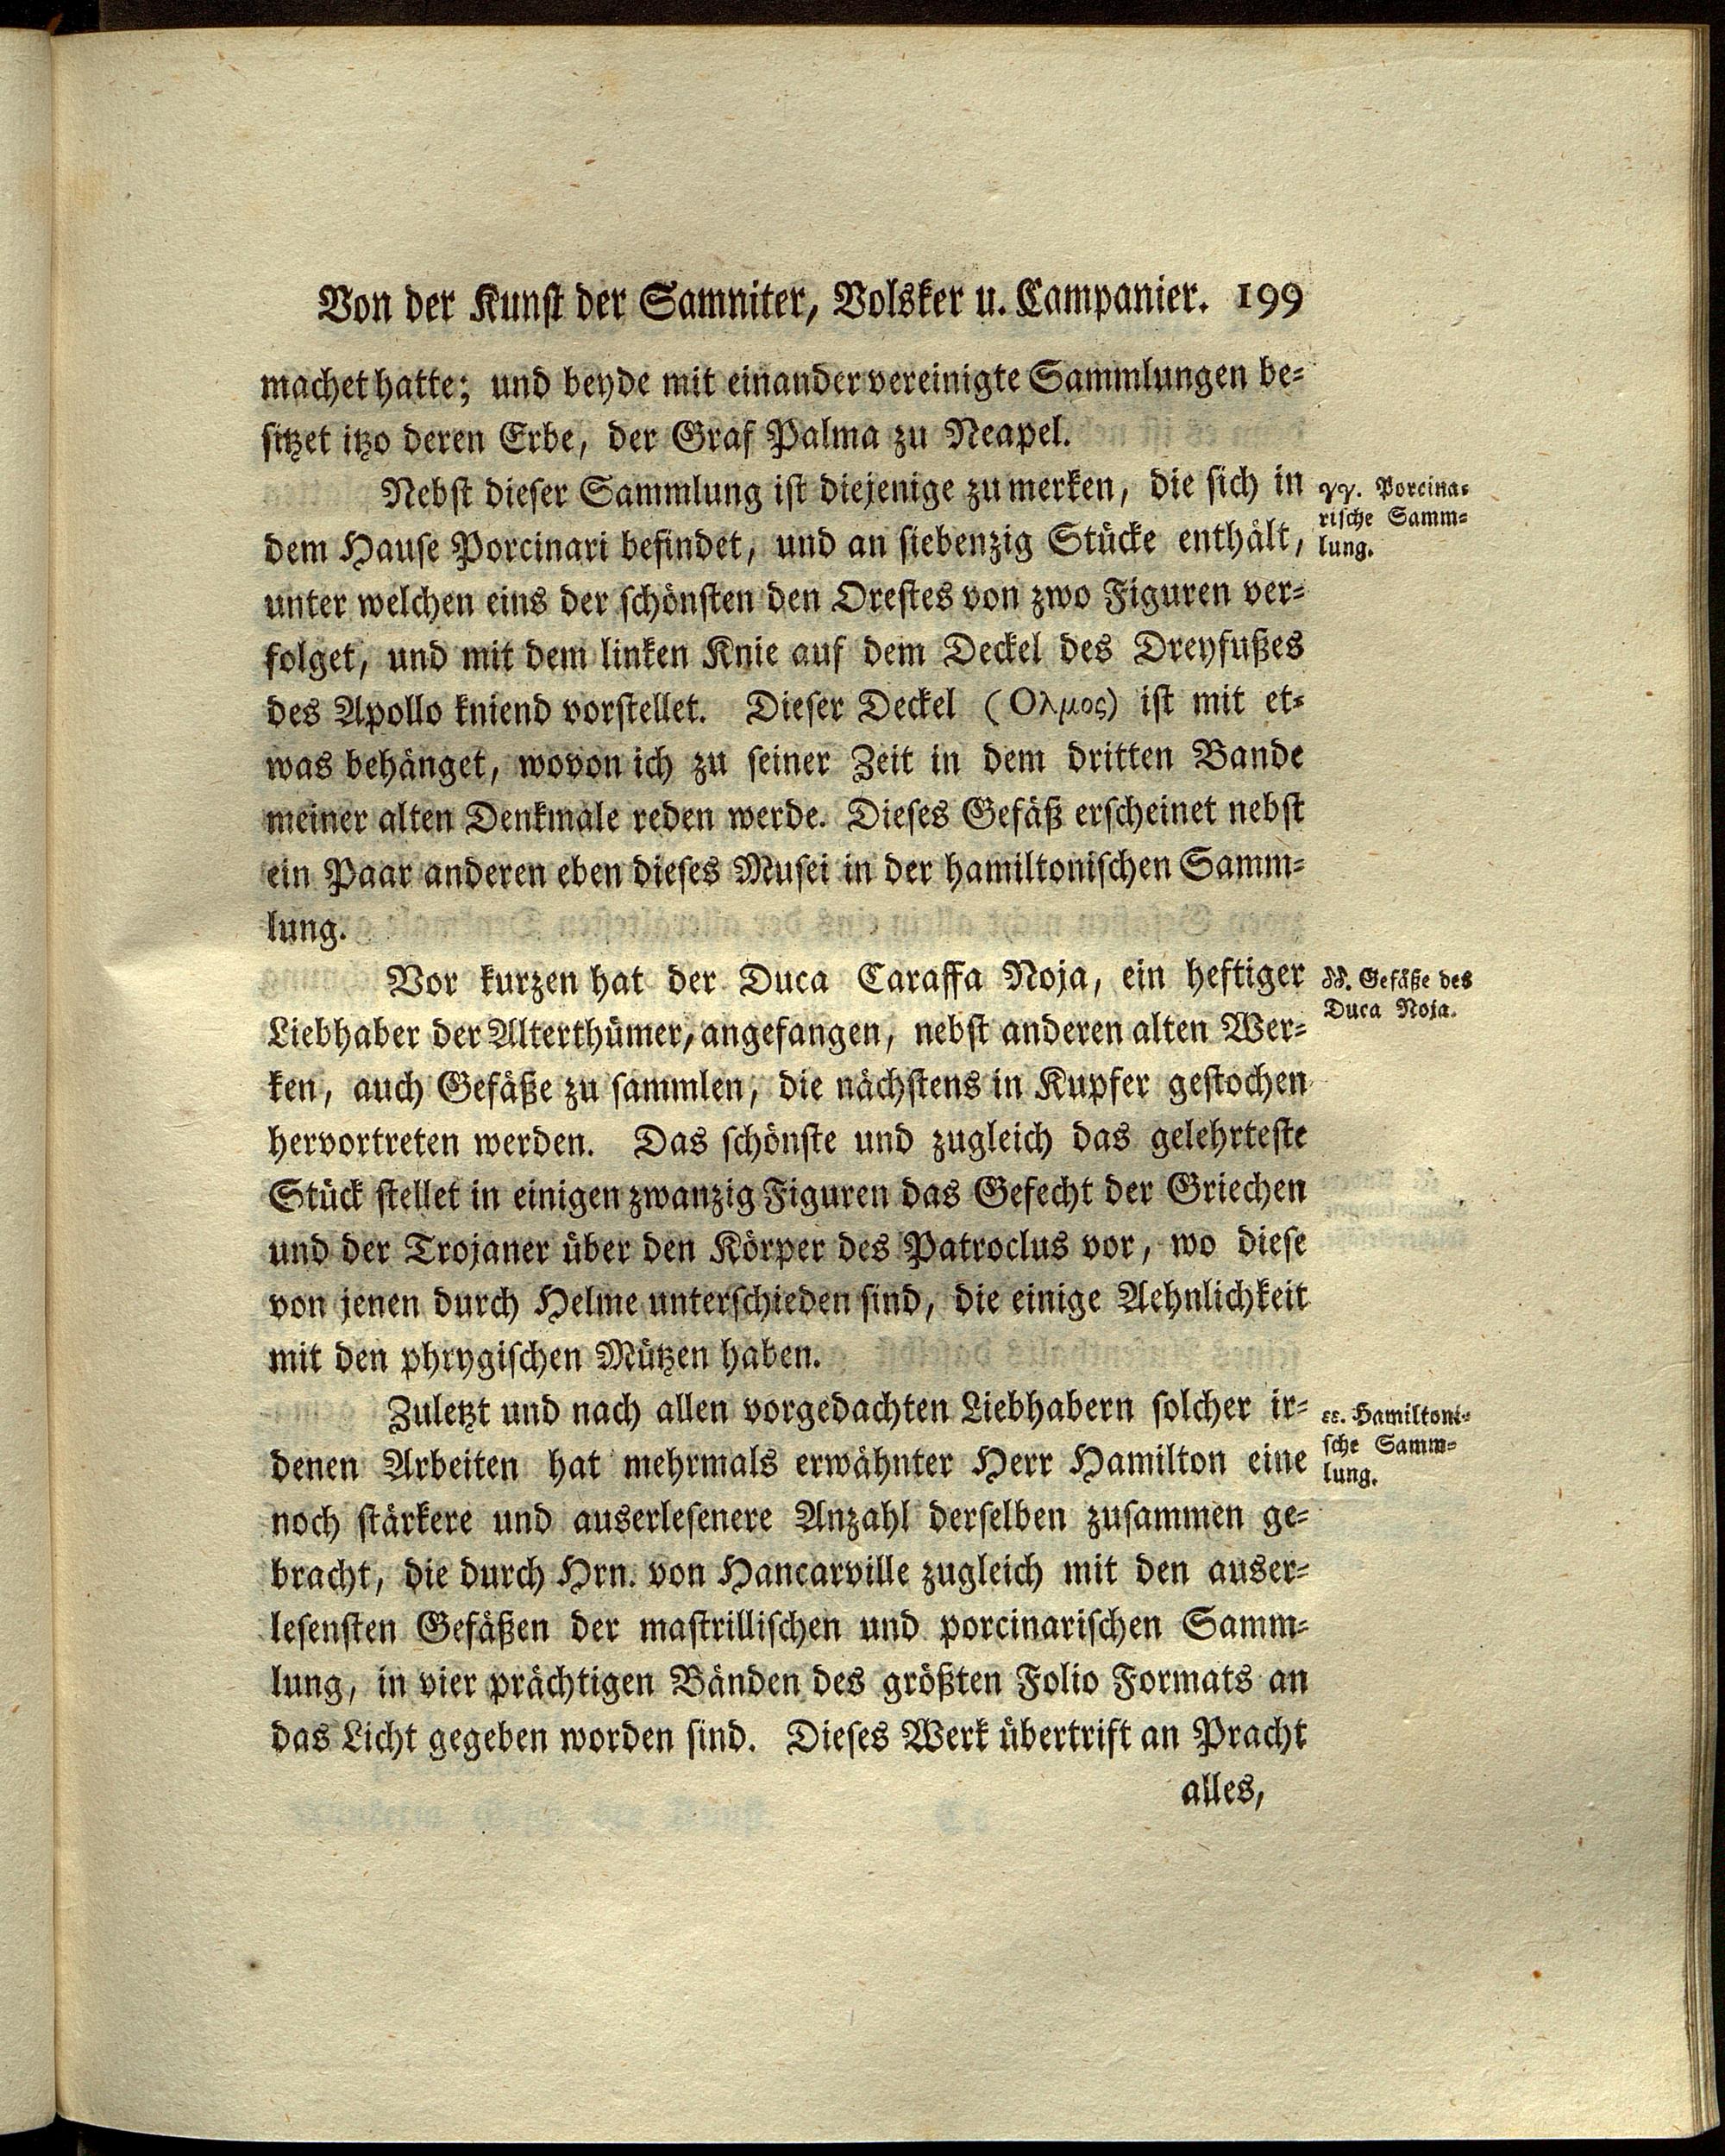 Von der Kunst der Samniter, Volsker u. Campanier. 199
machet hatte; und beyde mit einander vereinigte Sammlungen be-
sitzet itzo deren Erbe, der Graf Palma zu Neapel.
Nebst dieser Sammlung ist diejenige zu merken, die sich in
dem Hause Porcinari befindet, und an siebenzig Stücke enthält,
unter welchen eins der schönsten den Orestes von zwo Figuren ver-
folget, und mit dem linken Knie auf dem Deckel des Dreyfußes
des Apollo kniend vorstellet. Dieser Deckel (Ολμος) ist mit et-
was behänget, wovon ich zu seiner Zeit in dem dritten Bande
meiner alten Denkmale reden werde. Dieses Gefäß erscheinet nebst
ein Paar anderen eben dieses Musei in der hamiltonischen Samm-
lung.
γγ. Porcina-
rische Samm-
lung.
Vor kurzen hat der Duca Caraffa Noja, ein heftiger
Liebhaber der Alterthümer, angefangen, nebst anderen alten Wer-
ken, auch Gefäße zu sammlen, die nächstens in Kupfer gestochen
hervortreten werden. Das schönste und zugleich das gelehrteste
Stück stellet in einigen zwanzig Figuren das Gefecht der Griechen
und der Trojaner über den Körper des Patroclus vor, wo diese
von jenen durch Helme unterschieden sind, die einige Aehnlichkeit
mit den phrygischen Mützen haben.
δδ. Gefäße des
Duca Noja.
Zuletzt und nach allen vorgedachten Liebhabern solcher ir-
denen Arbeiten hat mehrmals erwähnter Herr Hamilton eine
noch stärkere und auserlesenere Anzahl derselben zusammen ge-
bracht, die durch Hrn. von Hancarville zugleich mit den auser-
lesensten Gefäßen der mastrillischen und porcinarischen Samm-
lung, in vier prächtigen Bänden des größten Folio Formats an
das Licht gegeben worden sind. Dieses Werk übertrift an Pracht
εε. Hamiltoni-
sche Samm-
lung.
alles,